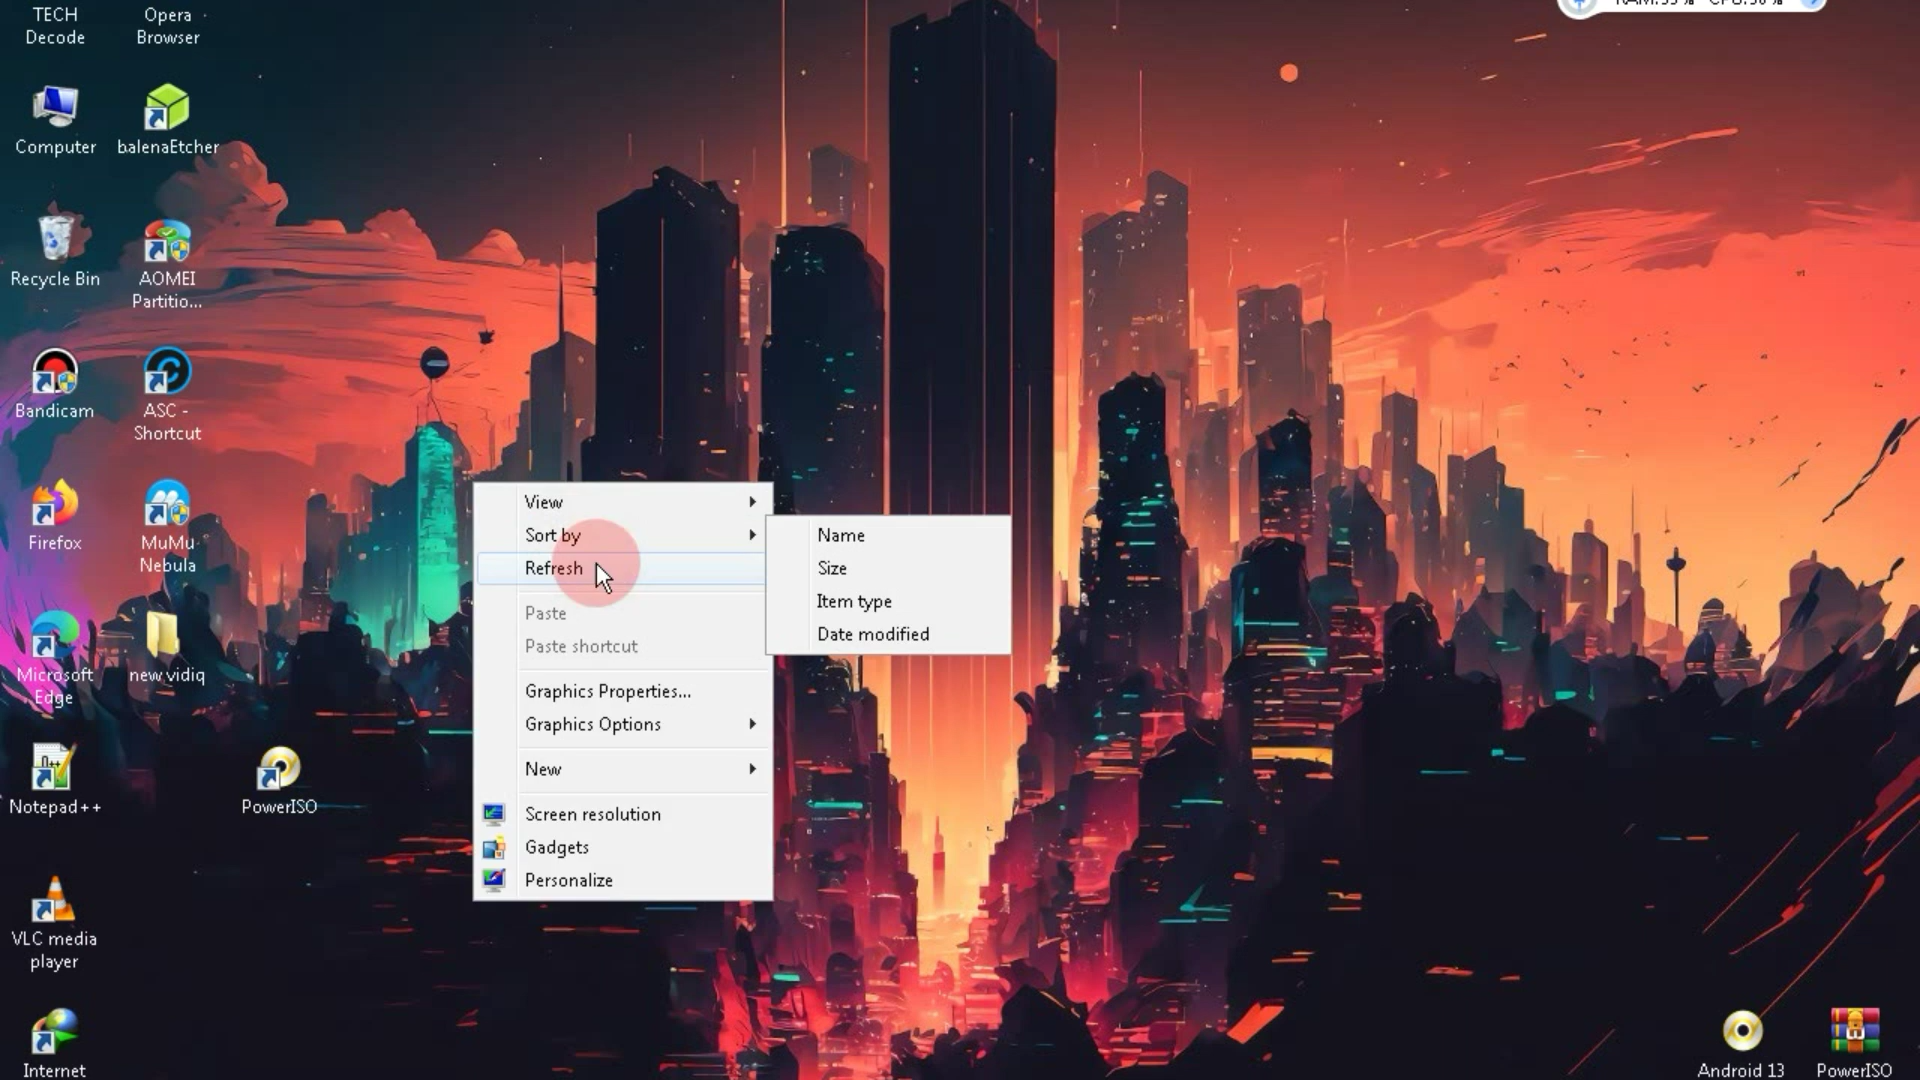 TECH
Decode
Opera
Browser
Computer
balenaEtcher
Recycle Bin
AOMEI
Partitio...
Bandicam
ASC -
Shortcut
Firefox
MuMu
Nebula
Microsoft
Edge
new vidiq
Notepad++
PowerISO
VLC media
player
Internet
View
Sort by
Refresh
Paste
Paste shortcut
Graphics Properties...
Graphics Options
New
Screen resolution
Gadgets
Personalize
Name
Size
Item type
Date modified
Android 13
PowerISO